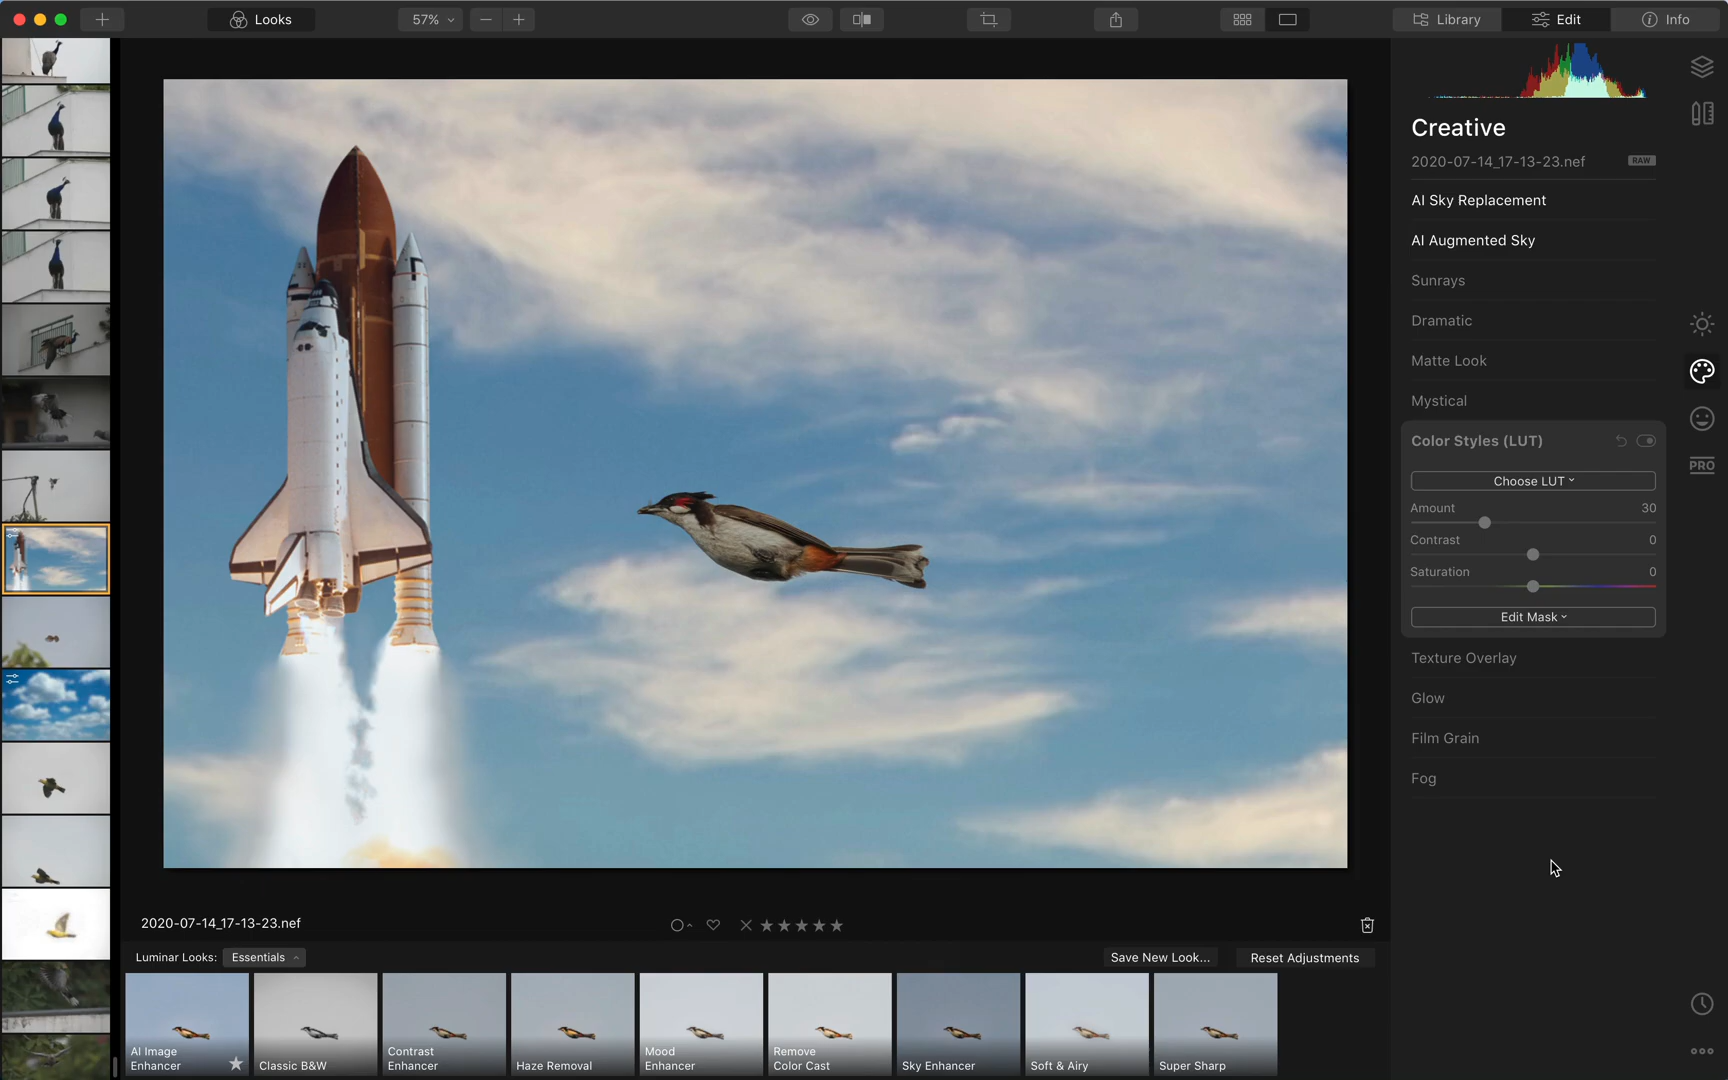 Looks
57%
Library
Edit
Info
Creative
2020-07-14_17-13-23.nef
RAW
AI Sky Replacement
AI Augmented Sky
Sunrays
Dramatic
Matte Look
Mystical
Color Styles (LUT)
Choose LUT
Amount 30
Contrast 0
Saturation 0
Edit Mask
Texture Overlay
Glow
Film Grain
Fog
PRO
2020-07-14_17-13-23.nef
Luminar Looks: Essentials
Save New Look...
Reset Adjustments
AI Image
Enhancer
Classic B&W
Contrast
Enhancer
Haze Removal
Mood
Enhancer
Remove
Color Cast
Sky Enhancer
Soft & Airy
Super Sharp